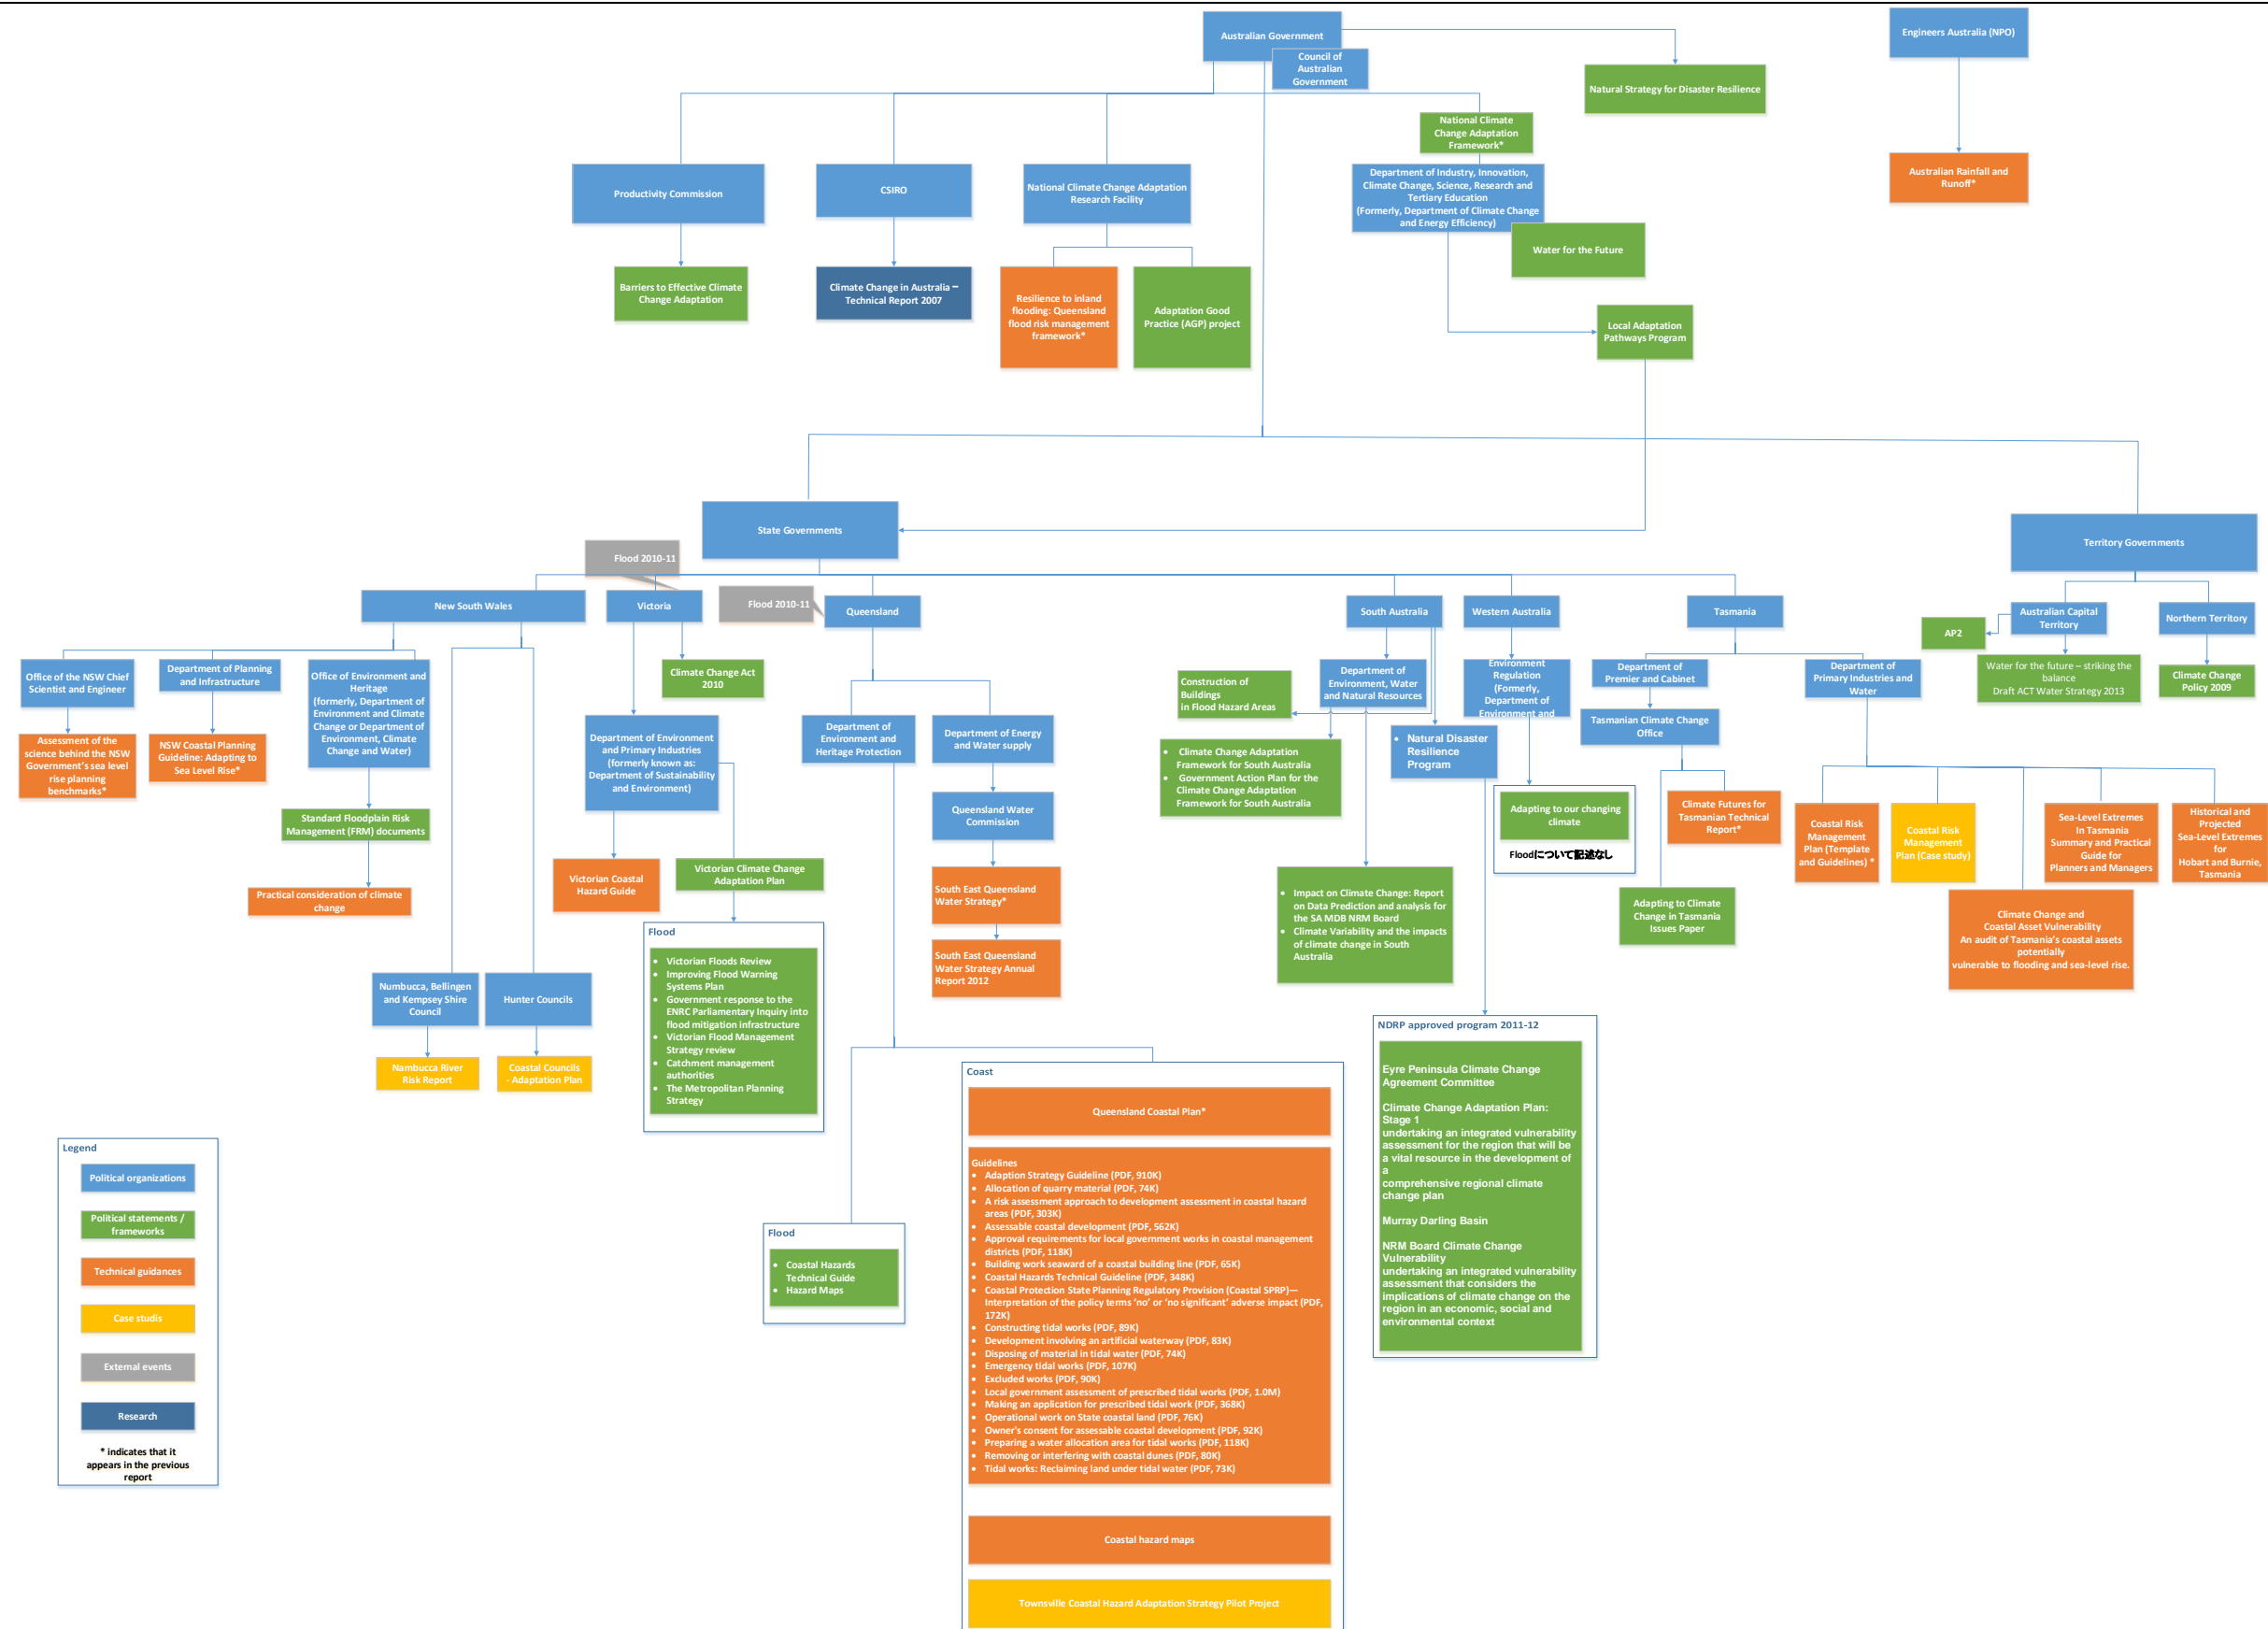 Australian Government
Council of
Australian
Government
Engineers Australia (NPO)
Natural Strategy for Disaster Resilience
National Climate
Change Adaptation
Framework*
Australian Rainfall and
Runoff*
Productivity Commission
CSIRO
National Climate Change Adaptation
Research Facility
Department of Industry, Innovation,
Climate Change, Science, Research and
Tertiary Education
(Formerly, Department of Climate Change
and Energy Efficiency)
Water for the Future
Barriers to Effective Climate
Change Adaptation
Climate Change in Australia –
Technical Report 2007
Resilience to inland
flooding: Queensland
flood risk management
framework*
Adaptation Good
Practice (AGP) project
Local Adaptation
Pathways Program
State Governments
Territory Governments
Flood 2010-11
Flood 2010-11
New South Wales
Victoria
Queensland
South Australia
Western Australia
Tasmania
Australian Capital
Territory
Northern Territory
AP2
Office of the NSW Chief
Scientist and Engineer
Department of Planning
and Infrastructure
Office of Environment and
Heritage
(formerly, Department of
Environment and Climate
Change or Department of
Environment, Climate
Change and Water)
Climate Change Act
2010
Construction of
Buildings
in Flood Hazard Areas
Department of
Environment, Water
and Natural Resources
Environment
Regulation
(Formerly,
Department of
Environment and
Department of
Premier and Cabinet
Department of
Primary Industries and
Water
Water for the future – striking the
balance
Draft ACT Water Strategy 2013
Climate Change
Policy 2009
Assessment of the
science behind the NSW
Government's sea level
rise planning
benchmarks*
NSW Coastal Planning
Guideline: Adapting to
Sea Level Rise*
Department of Environment
and Primary Industries
(formerly known as:
Department of Sustainability
and Environment)
Department of
Environment and
Heritage Protection
Department of Energy
and Water supply
• Climate Change Adaptation
Framework for South Australia
• Government Action Plan for the
Climate Change Adaptation
Framework for South Australia
• Natural Disaster
Resilience
Program
Tasmanian Climate Change
Office
Standard Floodplain Risk
Management (FRM) documents
Queensland Water
Commission
Adapting to our changing
climate
Floodについて記述なし
Climate Futures for
Tasmanian Technical
Report*
Coastal Risk
Management
Plan (Template
and Guidelines) *
Coastal Risk
Management
Plan (Case study)
Sea-Level Extremes
In Tasmania
Summary and Practical
Guide for
Planners and Managers
Historical and
Projected
Sea-Level Extremes
for
Hobart and Burnie,
Tasmania
Practical consideration of climate
change
Victorian Coastal
Hazard Guide
Victorian Climate Change
Adaptation Plan
South East Queensland
Water Strategy*
South East Queensland
Water Strategy Annual
Report 2012
• Impact on Climate Change: Report
on Data Prediction and analysis for
the SA MDB NRM Board
• Climate Variability and the impacts
of climate change in South
Australia
Adapting to Climate
Change in Tasmania
Issues Paper
Climate Change and
Coastal Asset Vulnerability
An audit of Tasmania's coastal assets
potentially
vulnerable to flooding and sea-level rise.
Flood
• Victorian Floods Review
• Improving Flood Warning
Systems Plan
• Government response to the
ENRC Parliamentary Inquiry into
flood mitigation infrastructure
• Victorian Flood Management
Strategy review
• Catchment management
authorities
• The Metropolitan Planning
Strategy
Numbucca, Bellingen
and Kempsey Shire
Council
Hunter Councils
Nambucca River
Risk Report
Coastal Councils
- Adaptation Plan
NDRP approved program 2011-12
Eyre Peninsula Climate Change
Agreement Committee
Climate Change Adaptation Plan:
Stage 1
undertaking an integrated vulnerability
assessment for the region that will be
a vital resource in the development of
a
comprehensive regional climate
change plan
Murray Darling Basin
NRM Board Climate Change
Vulnerability
undertaking an integrated vulnerability
assessment that considers the
implications of climate change on the
region in an economic, social and
environmental context
Coast
Queensland Coastal Plan*
Guidelines
• Adaption Strategy Guideline (PDF, 910K)
• Allocation of quarry material (PDF, 74K)
• A risk assessment approach to development assessment in coastal hazard
areas (PDF, 303K)
• Assessable coastal development (PDF, 562K)
• Approval requirements for local government works in coastal management
districts (PDF, 118K)
• Building work seaward of a coastal building line (PDF, 65K)
• Coastal Hazards Technical Guideline (PDF, 348K)
• Coastal Protection State Planning Regulatory Provision (Coastal SPRP)—
Interpretation of the policy terms 'no' or 'no significant' adverse impact (PDF,
172K)
• Constructing tidal works (PDF, 89K)
• Development involving an artificial waterway (PDF, 83K)
• Disposing of material in tidal water (PDF, 74K)
• Emergency tidal works (PDF, 107K)
• Excluded works (PDF, 90K)
• Local government assessment of prescribed tidal works (PDF, 1.0M)
• Making an application for prescribed tidal work (PDF, 368K)
• Operational work on State coastal land (PDF, 76K)
• Owner's consent for assessable coastal development (PDF, 92K)
• Preparing a water allocation area for tidal works (PDF, 118K)
• Removing or interfering with coastal dunes (PDF, 80K)
• Tidal works: Reclaiming land under tidal water (PDF, 73K)
Coastal hazard maps
Townsville Coastal Hazard Adaptation Strategy Pilot Project
Flood
• Coastal Hazards
Technical Guide
• Hazard Maps
Legend
Political organizations
Political statements /
frameworks
Technical guidances
Case studis
External events
Research
* indicates that it
appears in the previous
report